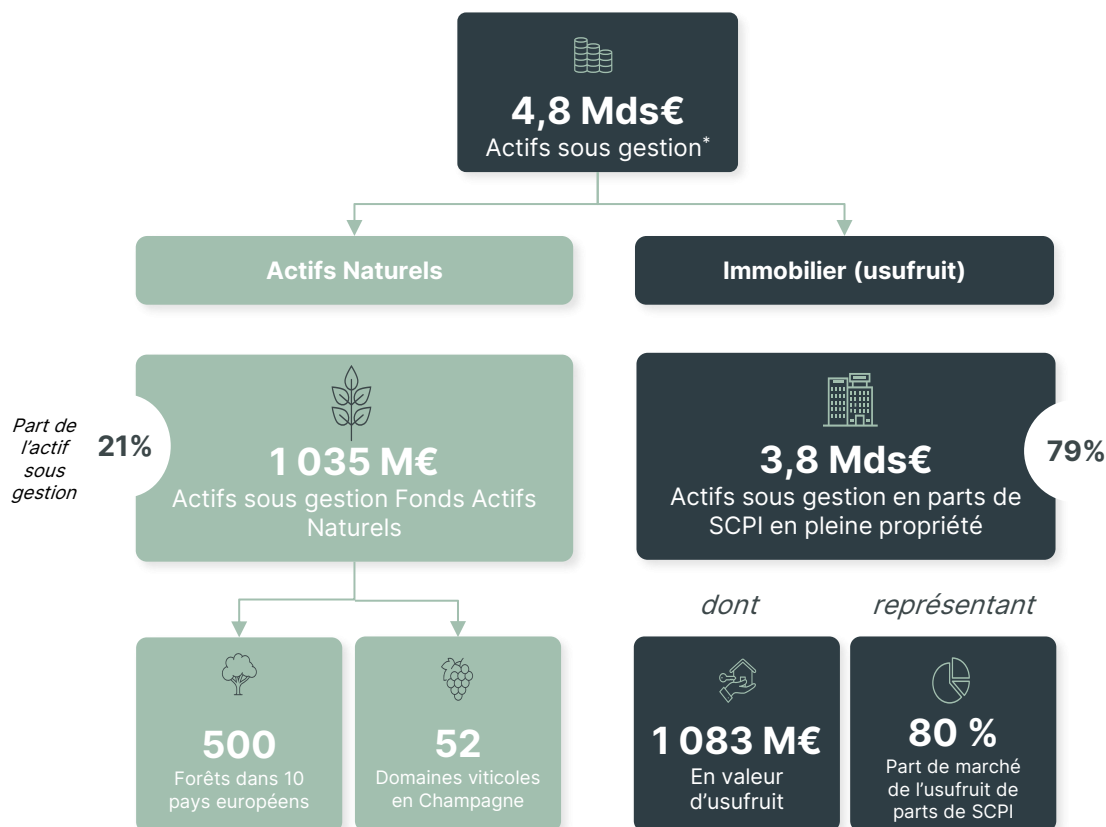 4,8 Mds€
Actifs sous gestion*
Actifs Naturels
Immobilier (usufruit)
Part de
l'actif
sous
gestion
21%
1 035 M€
Actifs sous gestion Fonds Actifs
Naturels
3,8 Mds€
Actifs sous gestion en parts de
SCPI en pleine propriété
79%
dont
représentant
500
Forêts dans 10
pays européens
52
Domaines viticoles
en Champagne
1 083 M€
En valeur
d'usufruit
80 %
Part de marché
de l'usufruit de
parts de SCPI